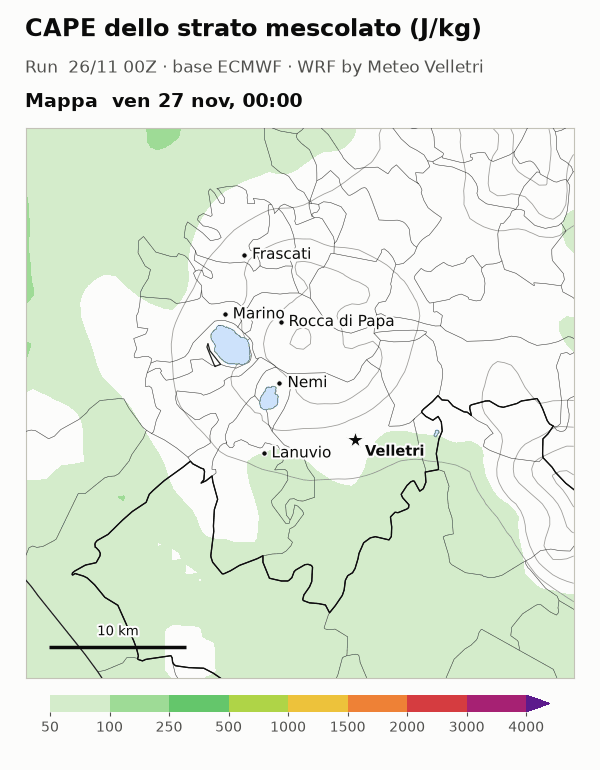 CAPE dello strato mescolato (J/kg)
Run  26/11 00Z · base ECMWF · WRF by Meteo Velletri
Mappa  ven 27 nov, 00:00
Frascati
Marino
Rocca di Papa
Nemi
Velletri
Lanuvio
10 km
50 100 250 500 1000 1500 2000 3000 4000